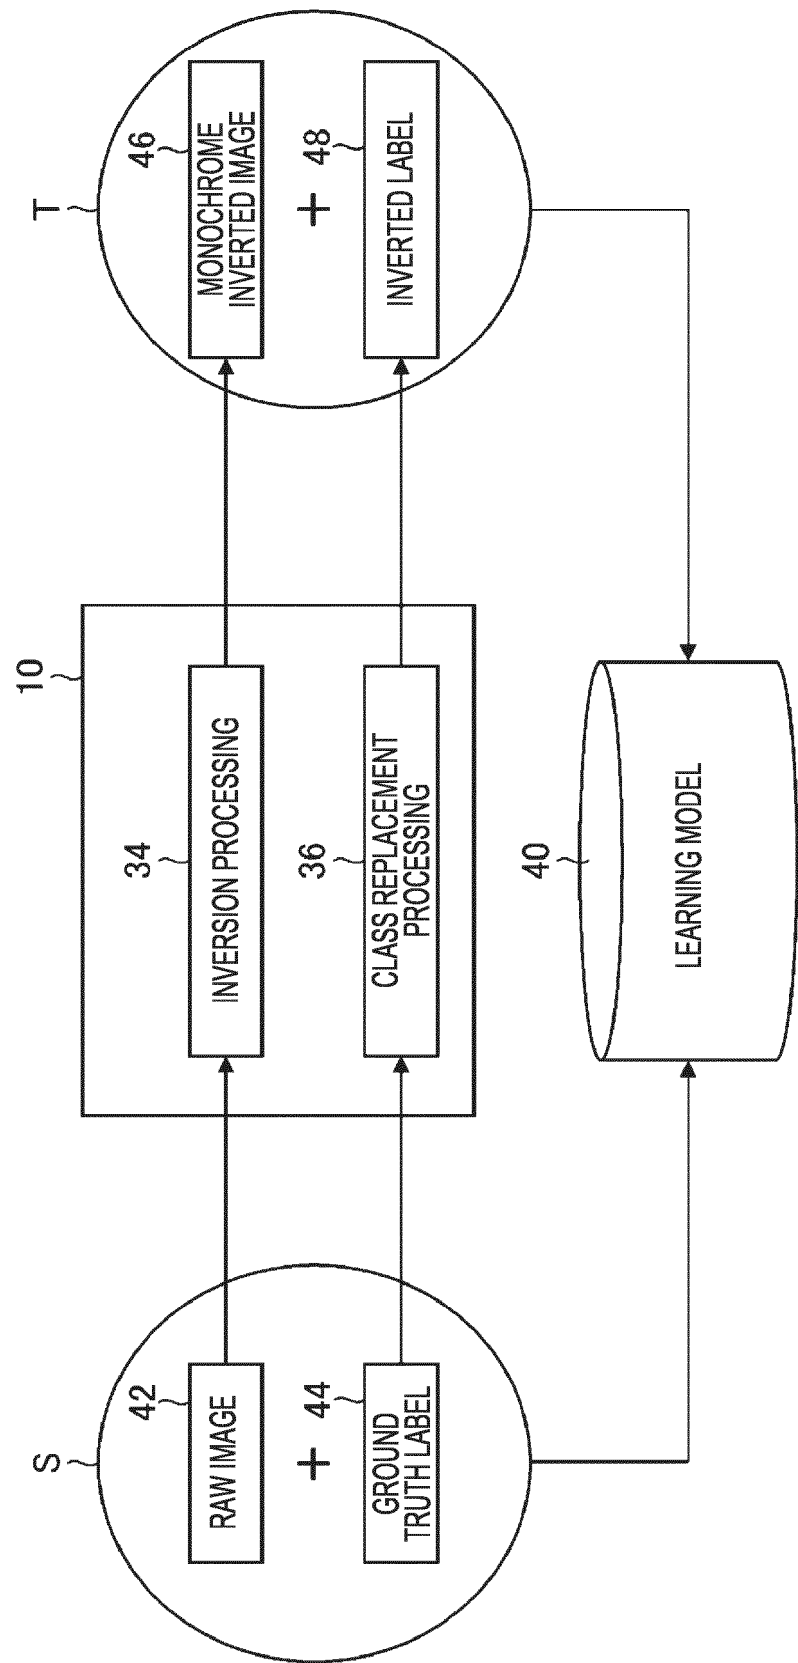 S
42
RAW IMAGE
+
44
GROUND
TRUTH LABEL
10
34
INVERSION PROCESSING
36
CLASS REPLACEMENT
PROCESSING
T
46
MONOCHROME
INVERTED IMAGE
+
48
INVERTED LABEL
40
LEARNING MODEL